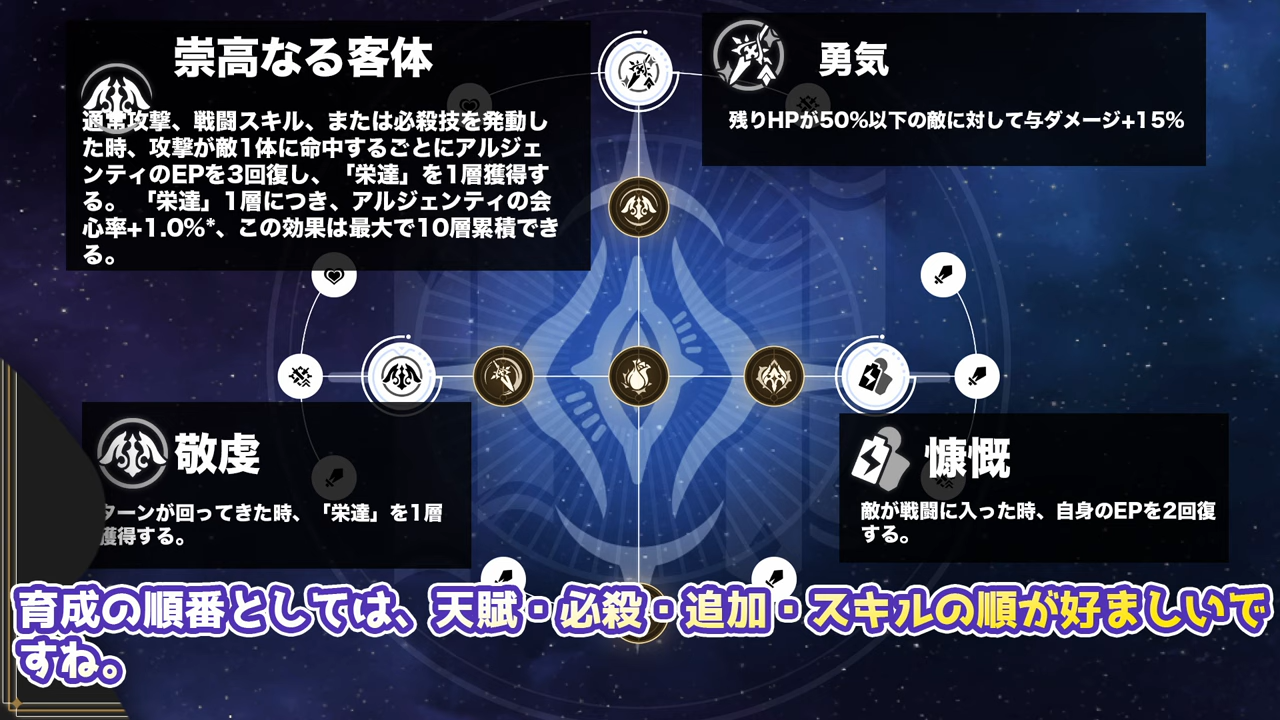 崇高なる客体
通常攻撃、戦闘スキル、または必殺技を発動し
た時、攻撃が敵1体に命中するごとにアルジェ
ンティのEPを3回復し、「栄達」を1層獲得す
る。「栄達」1層につき、アルジェンティの会
心率+1.0%*、この効果は最大で10層累積でき
る。
勇気
残りHPが50%以下の敵に対して与ダメージ+15%
敬虔
ターンが回ってきた時、「栄達」を1層
獲得する。
慷慨
敵が戦闘に入った時、自身のEPを2回復
する。
育成の順番としては、天賦・必殺・追加・スキルの順が好ましいで
すね。